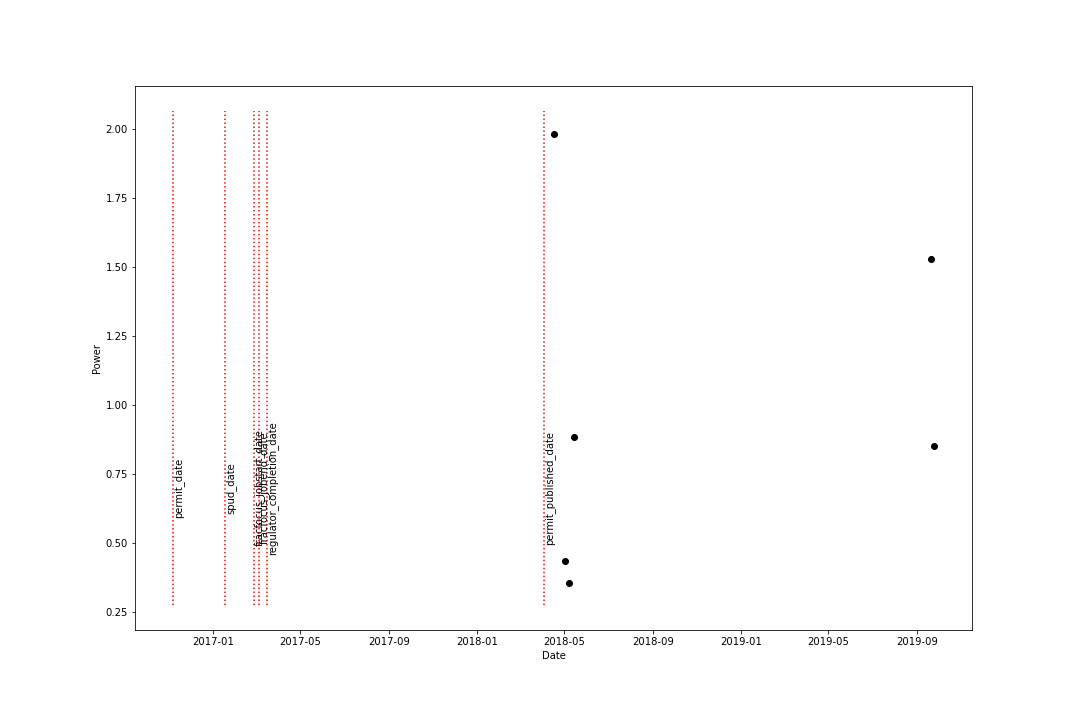 2.00
1.75
1.50
1.25
1.00
0.75
0.50
0.25
Power
permit_date
spud_date
fracfocus_jobstart_date
fracfocus_jobend_date
regulator_completion_date
permit_published_date
2017-01
2017-05
2017-09
2018-01
2018-05
2018-09
2019-01
2019-05
2019-09
Date